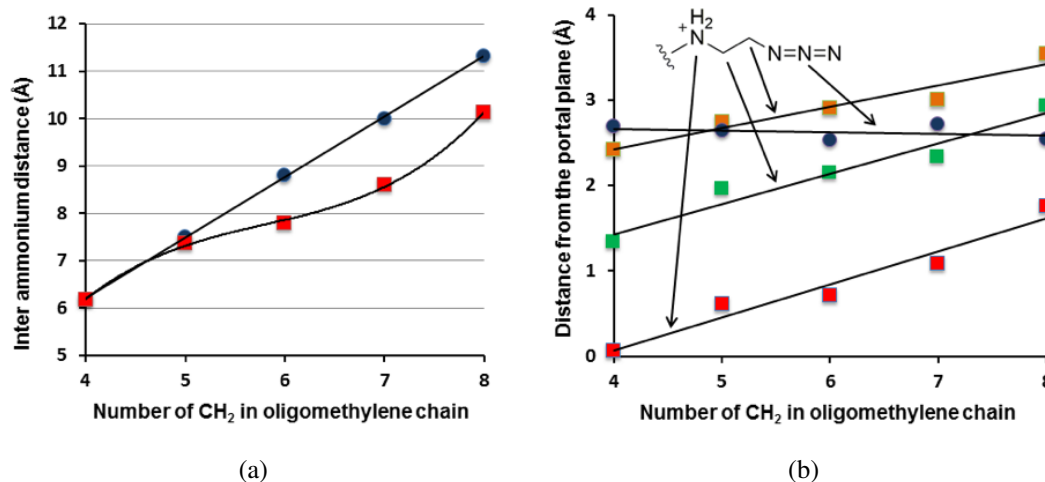 12
11
10
9
8
7
6
5
4 5 6 7 8
Inter ammonium distance (Å)
Number of CH₂ in oligomethylene chain
(a)
4
3
2
1
0
4 5 6 7 8
Distance from the portal plane (Å)
H₂
+
N
N=N=N
Number of CH₂ in oligomethylene chain
(b)